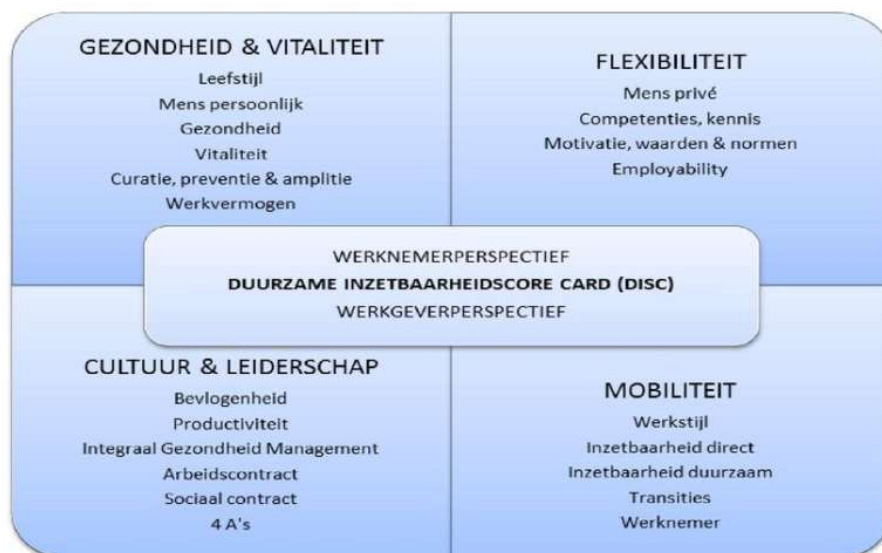 GEZONDHEID & VITALITEIT
Leefstijl
Mens persoonlijk
Gezondheid
Vitaliteit
Curatie, preventie & amplitie
Werkvermogen
FLEXIBILITEIT
Mens privé
Competenties, kennis
Motivatie, waarden & normen
Employability
WERKNEMERPERSPECTIEF
DUURZAME INZETBAARHEIDSCORE CARD (DISC)
WERKGEVERPERSPECTIEF
CULTUUR & LEIDERSCHAP
Bevlogenheid
Productiviteit
Integraal Gezondheid Management
Arbeidscontract
Sociaal contract
4 A's
MOBILITEIT
Werkstijl
Inzetbaarheid direct
Inzetbaarheid duurzaam
Transities
Werknemer